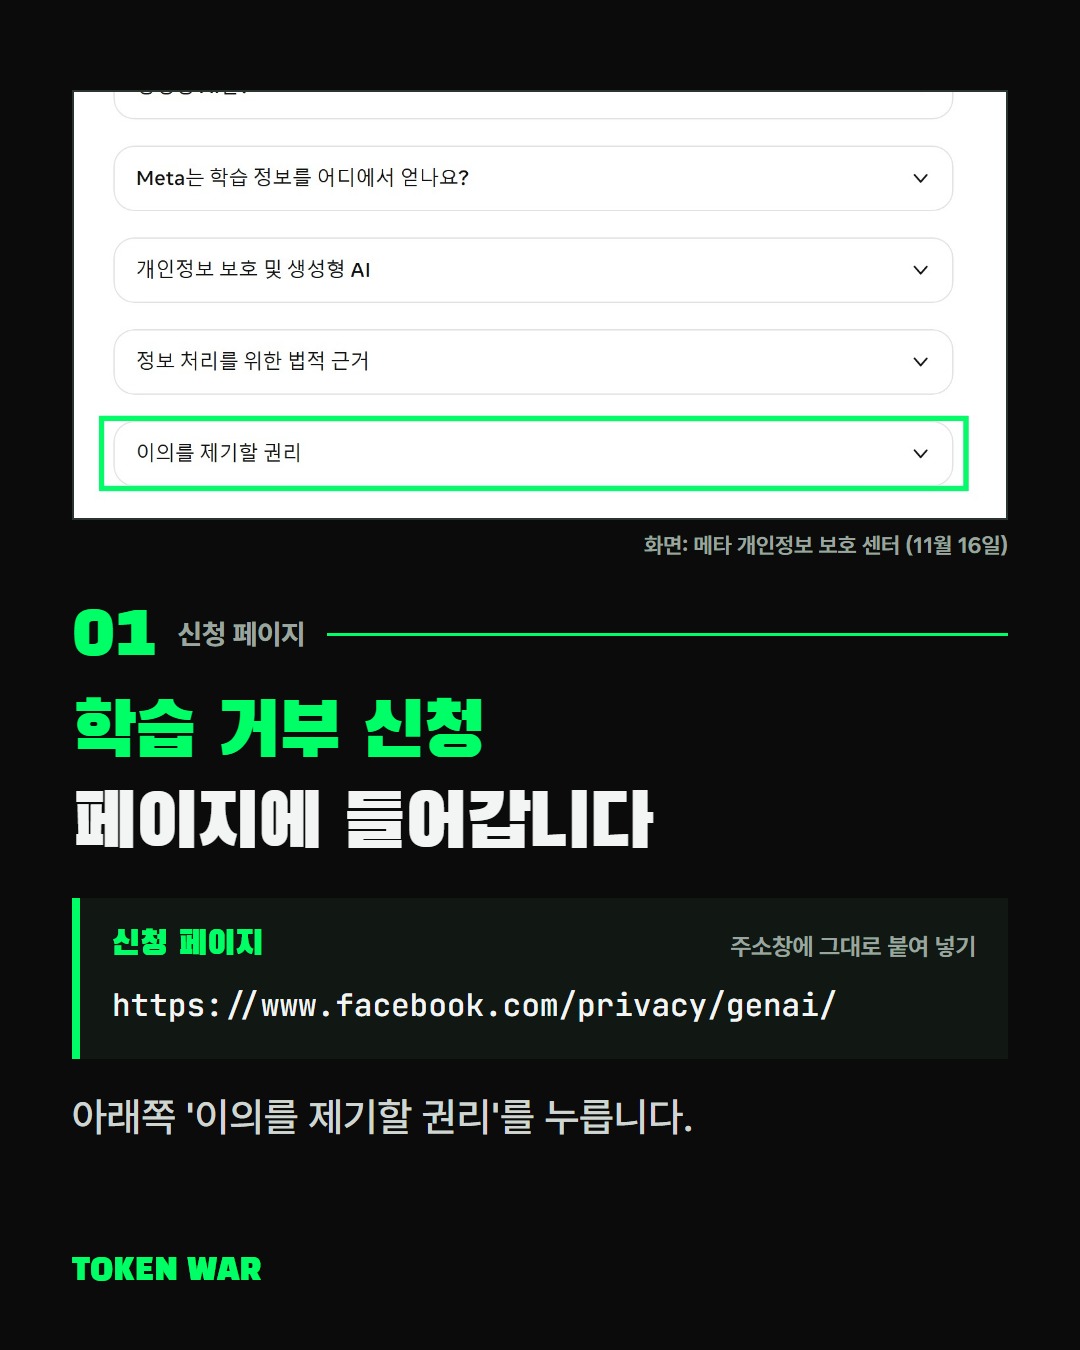 Meta는 학습 정보를 어디에서 얻나요?
개인정보 보호 및 생성형 AI
정보 처리를 위한 법적 근거
이의를 제기할 권리
화면: 메타 개인정보 보호 센터 (11월 16일)
01 신청 페이지
학습 거부 신청
페이지에 들어갑니다
신청 페이지 주소창에 그대로 붙여 넣기
https://www.facebook.com/privacy/genai/
아래쪽 '이의를 제기할 권리'를 누릅니다.
TOKEN WAR